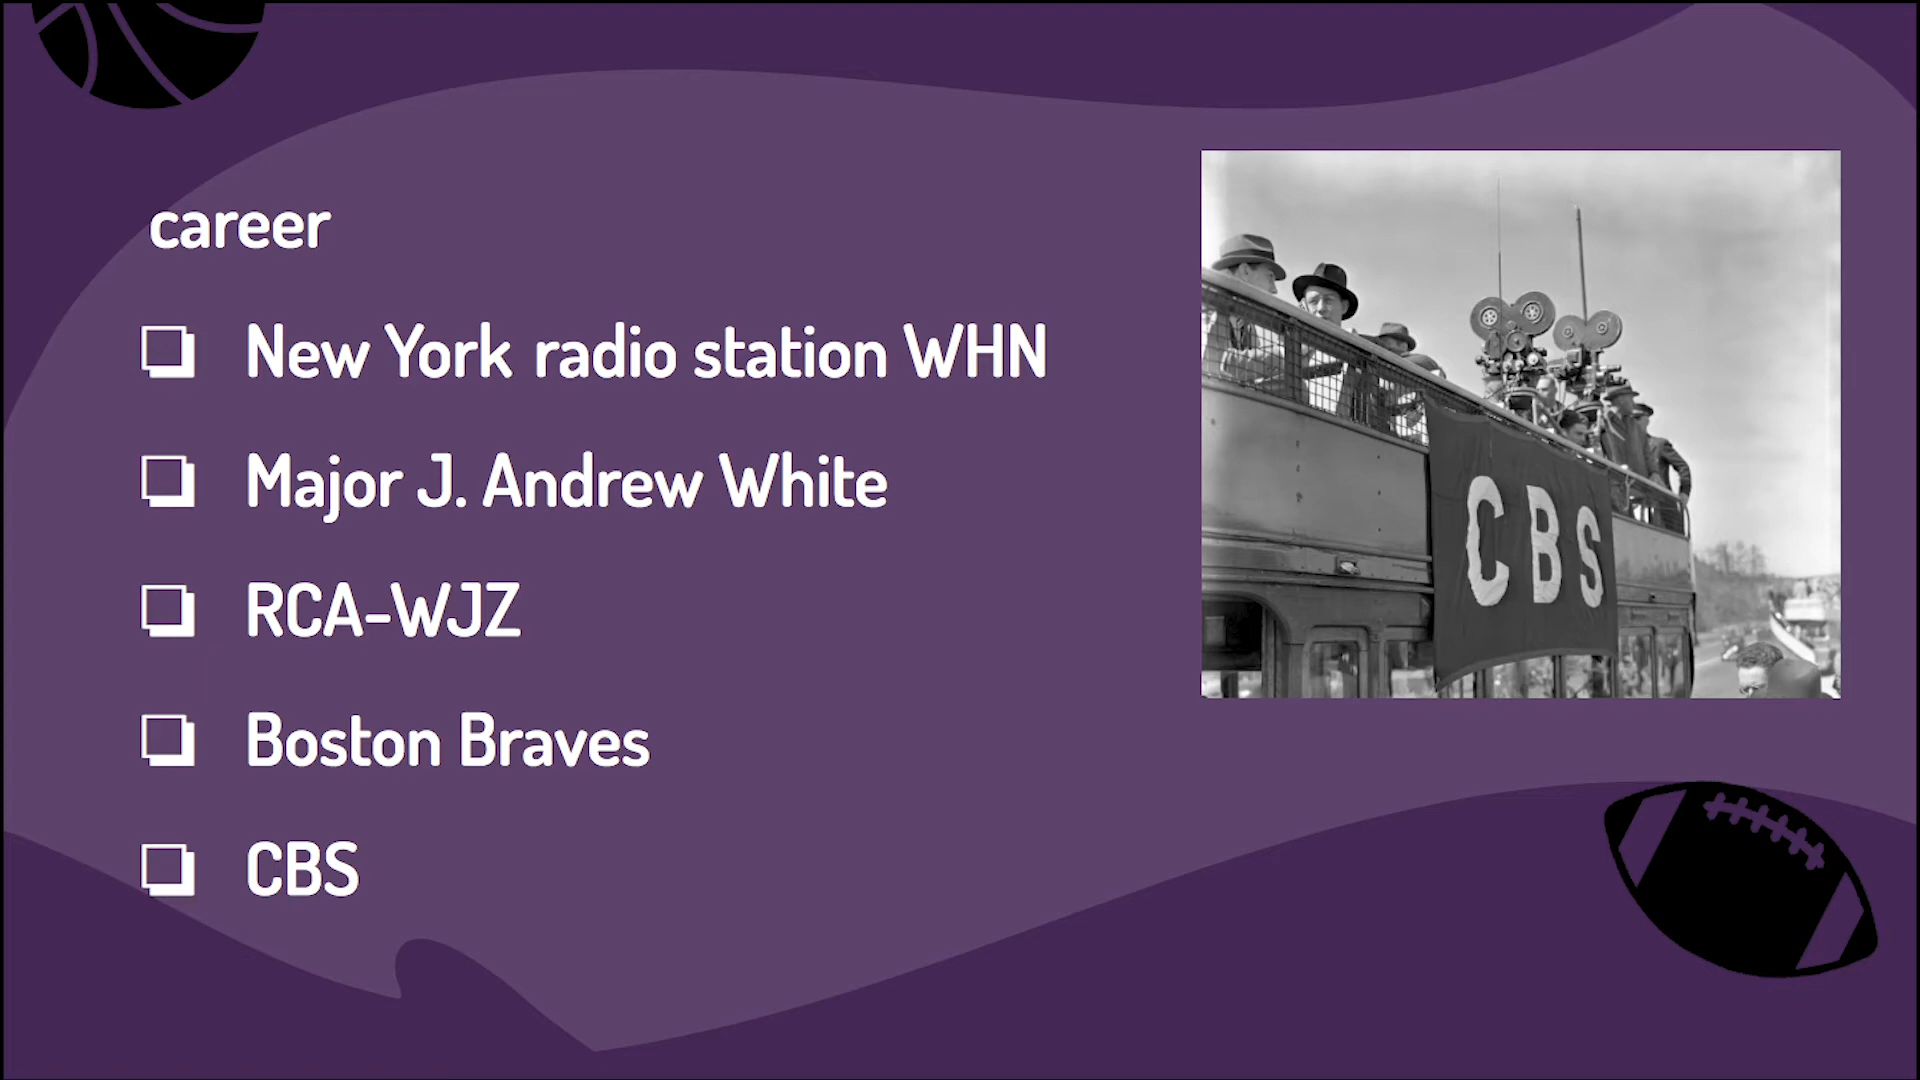 career
New York radio station WHN
Major J. Andrew White
RCA-WJZ
Boston Braves
CBS
CBS